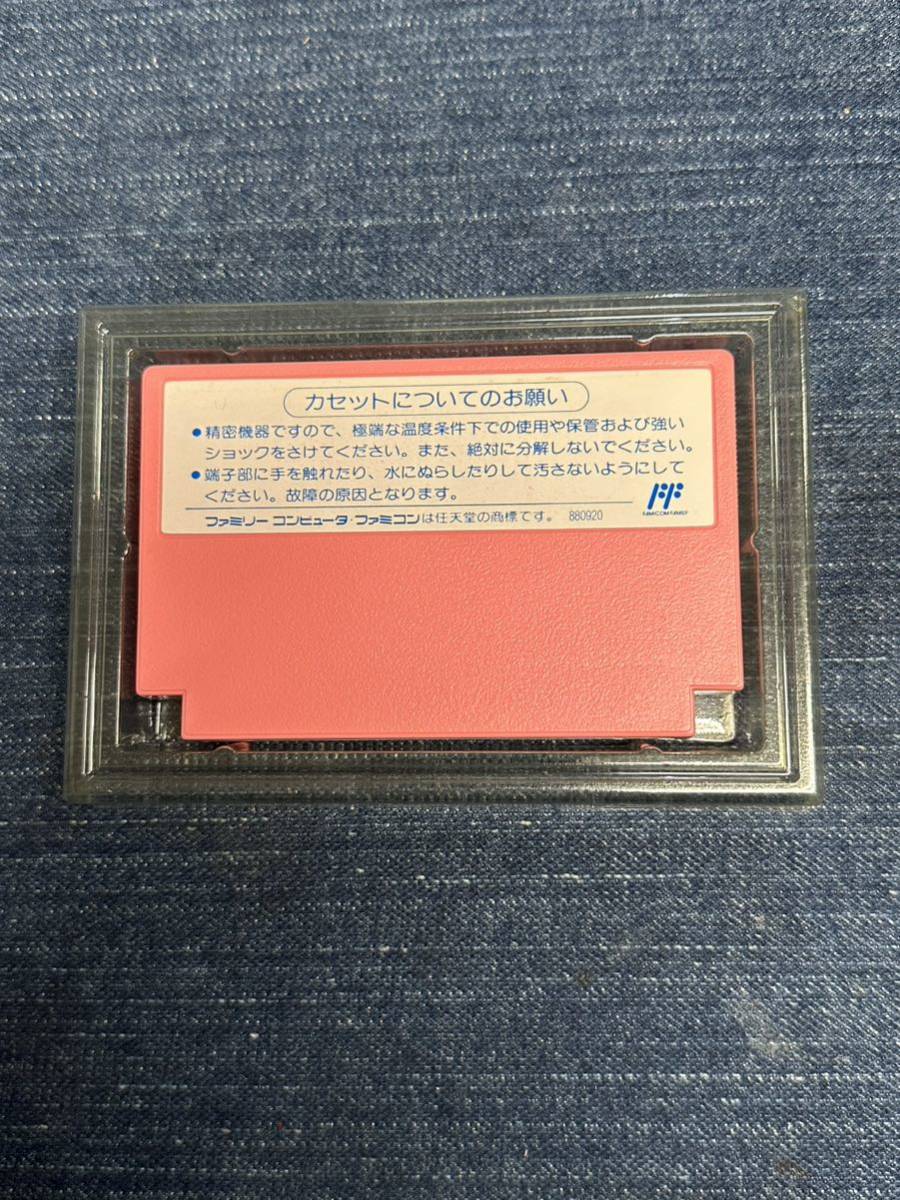 カセットについてのお願い
●精密機器ですので、極端な温度条件下での使用や保管および強い
ショックをさけてください。また、絶対に分解しないでください。
●端子部に手を触れたり、水にぬらしたりして汚さないようにして
ください。故障の原因となります。
FAMICOM FAMILY
ファミリーコンピュータ・ファミコンは任天堂の商標です。 880920